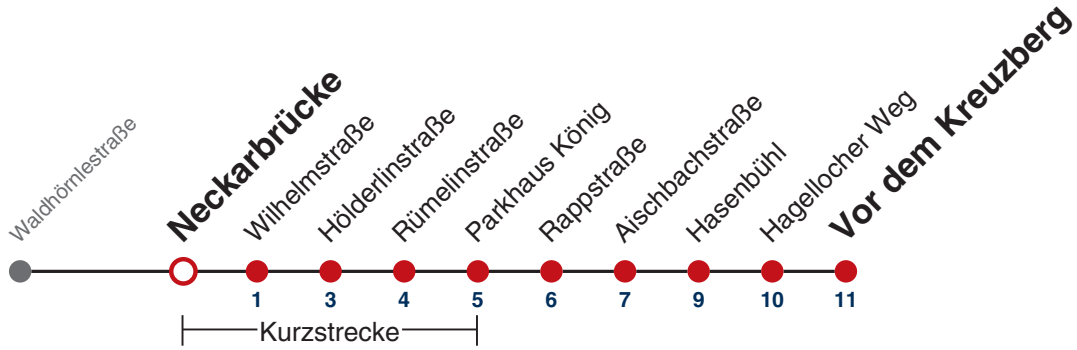 Waldhörnlestraße
Neckarbrücke
Wilhelmstraße
Hölderlinstraße
Rümelinstraße
Parkhaus König
Rappstraße
Aischbachstraße
Hasenbühl
Hagellocher Weg
Vor dem Kreuzberg
1 3 4 5 6 7 9 10 11
Kurzstrecke